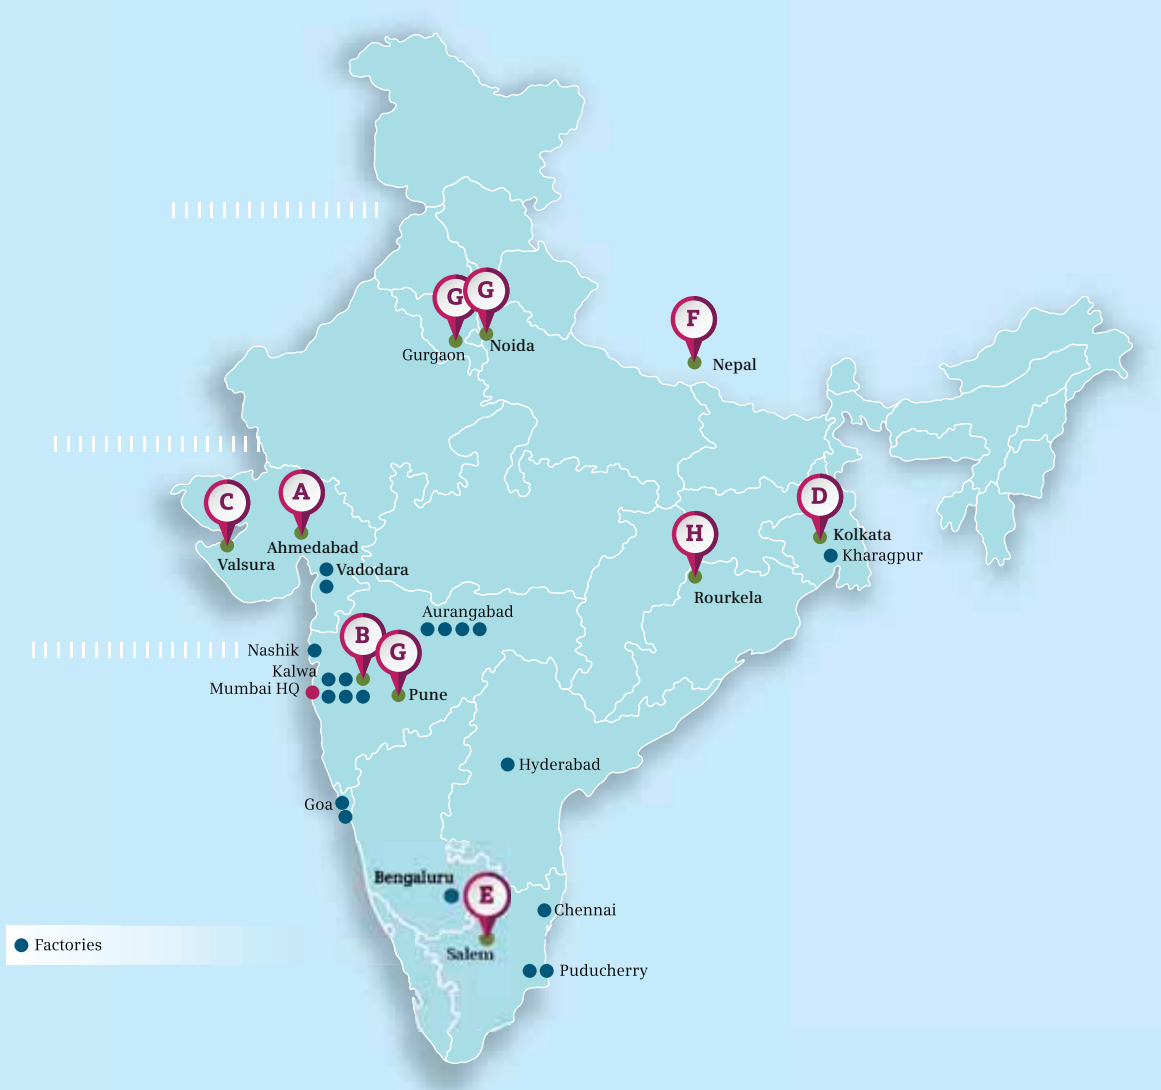 G
G
Noida
Gurgaon
F
Nepal
C
A
Ahmedabad
Valsura
D
Kolkata
Kharagpur
H
Rourkela
Vadodara
Aurangabad
B
G
Nashik
Kalwa
Mumbai HQ
Pune
Hyderabad
Goa
Bengaluru
E
Chennai
Factories
Salem
Puducherry